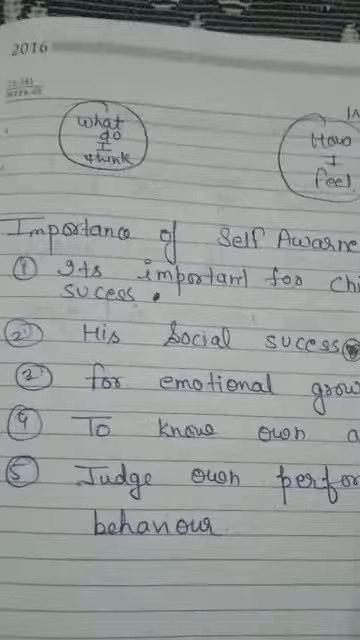 2016
What
do
I
think
How
I
feel
Importance of Self Awarne
① Its important for chi
sucess.
② His Social sucess
③ for emotional grow
④ To know own a
⑤ Judge own perfor
behaviour